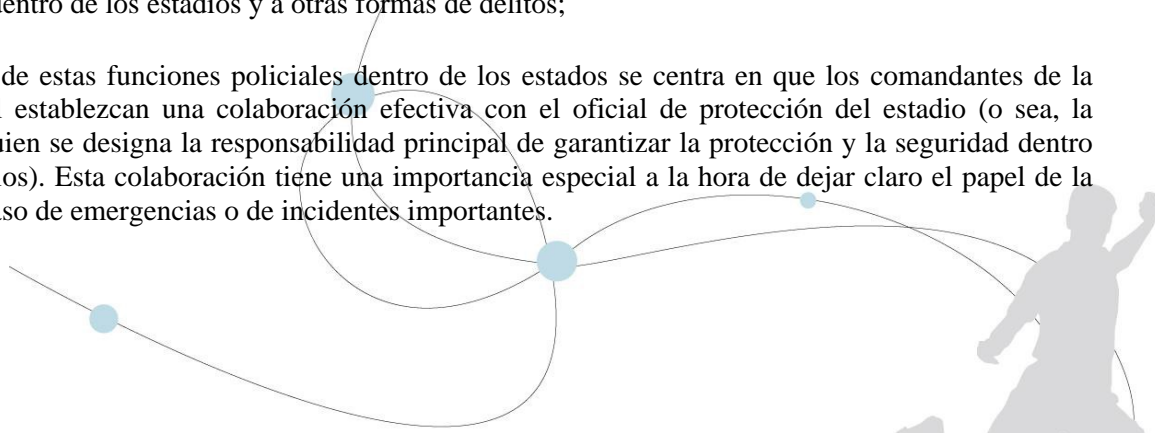 dentro de los estadios y a otras formas de delitos;
de estas funciones policiales dentro de los estados se centra en que los comandantes de la
establezcan una colaboración efectiva con el oficial de protección del estadio (o sea, la
uien se designa la responsabilidad principal de garantizar la protección y la seguridad dentro
os). Esta colaboración tiene una importancia especial a la hora de dejar claro el papel de la
so de emergencias o de incidentes importantes.